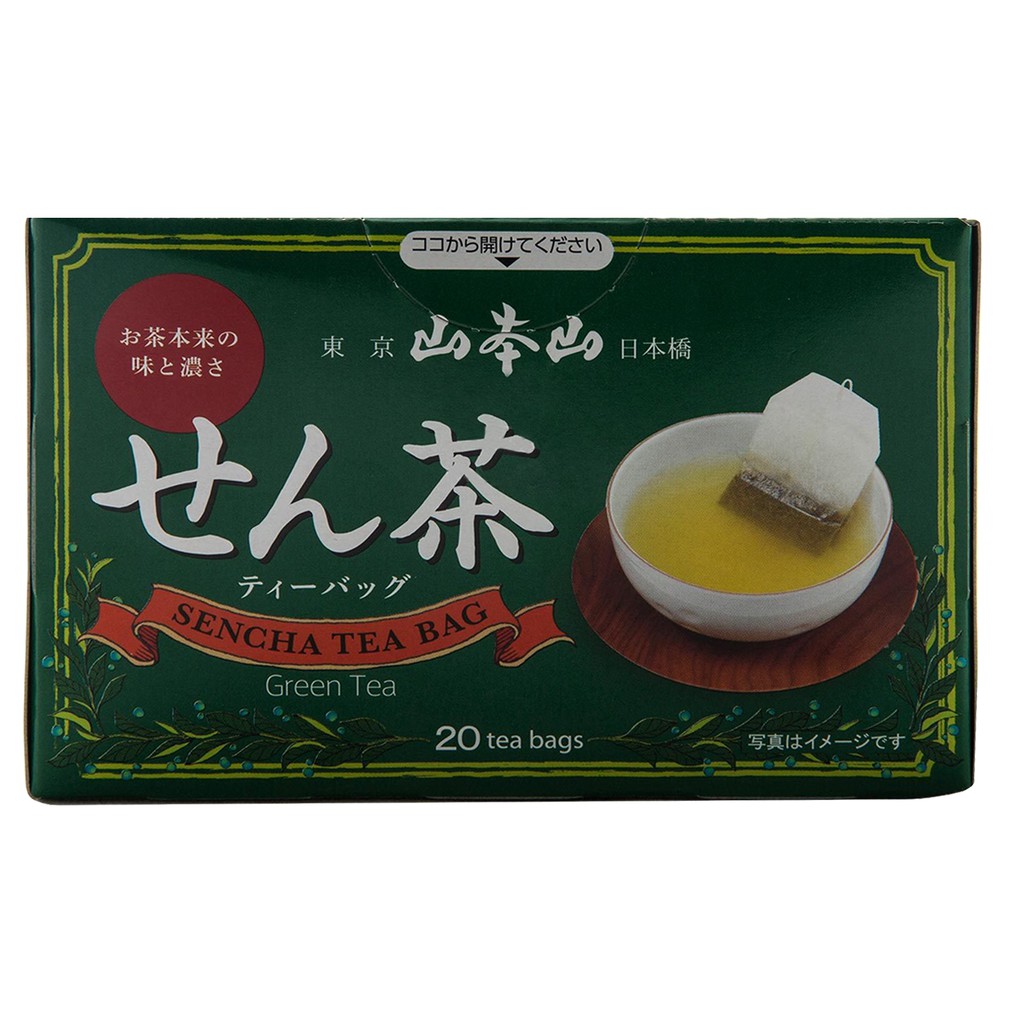 ココから開けてください
お茶本来の
味と濃さ
東京 山本山 日本橋
せん茶
ティーバッグ
SENCHA TEA BAG
Green Tea
20 tea bags
写真はイメージです